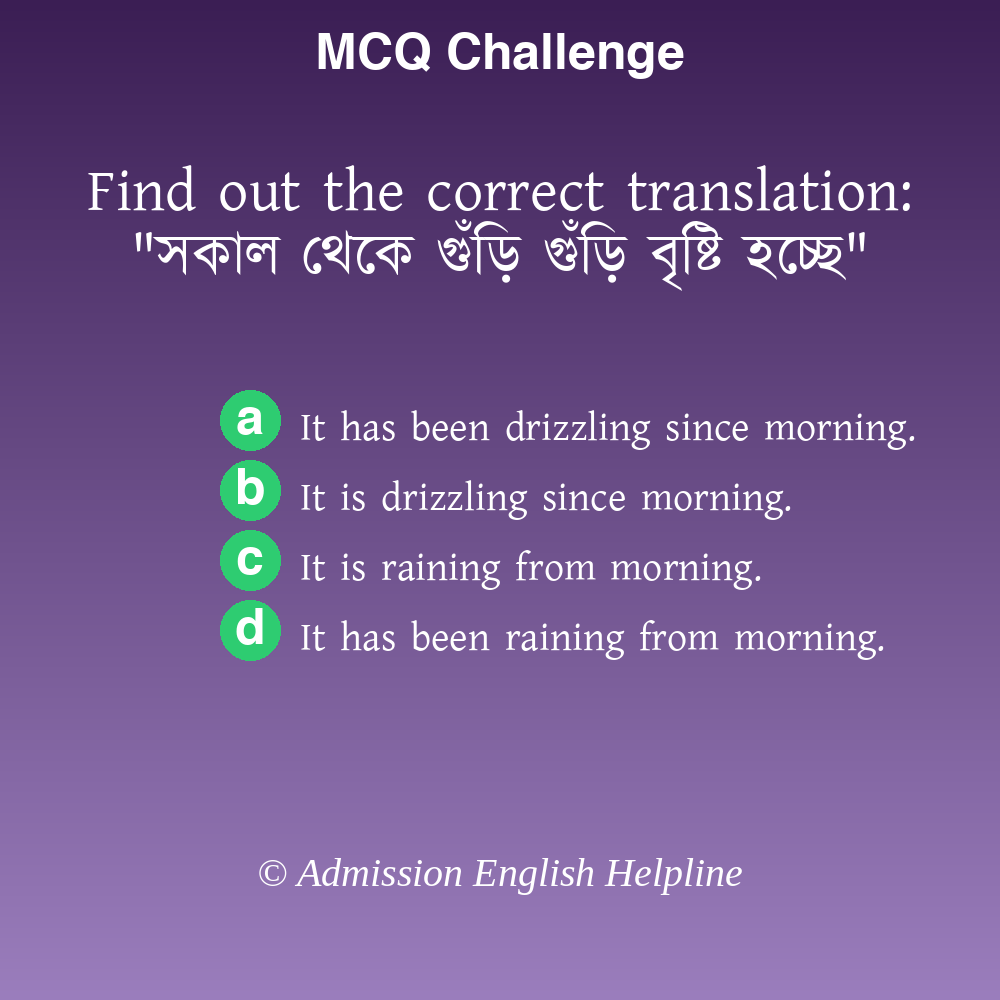 MCQ Challenge
Find out the correct translation:
"সকাল থেকে গুঁড়ি গুঁড়ি বৃষ্টি হচ্ছে"
a It has been drizzling since morning.
b It is drizzling since morning.
c It is raining from morning.
d It has been raining from morning.
© Admission English Helpline